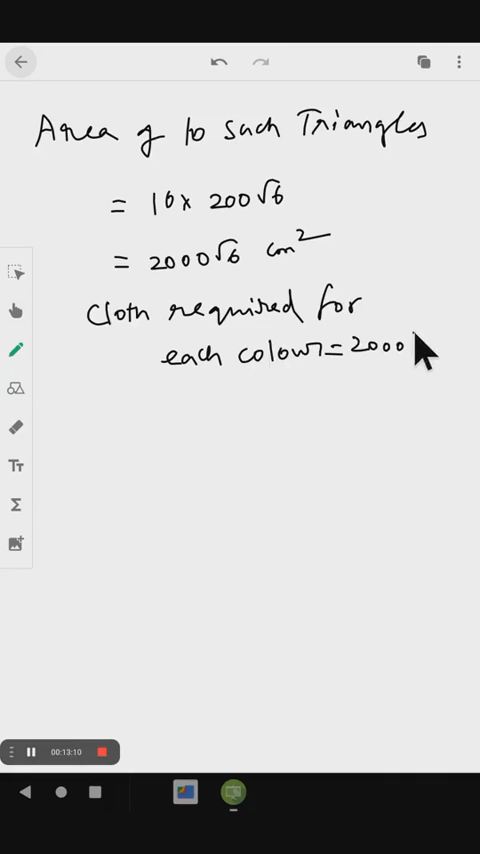 Area of 10 such Triangles
= 10 x 200√6
= 2000√6 cm²
Cloth required for
each colour = 2000
Tт
Σ
00:13:10